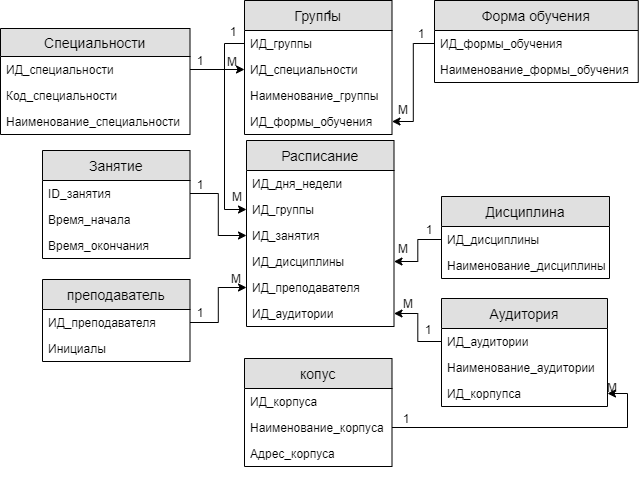 Специальности
ИД_специальности
Код_специальности
Наименование_специальности
1
М
Группы
1
ИД_группы
ИД_специальности
Наименование_группы
ИД_формы_обучения
1
М
Форма обучения
ИД_формы_обучения
Наименование_формы_обучения
Занятие
ID_занятия
Время_начала
Время_окончания
1
М
Расписание
ИД_дня_недели
ИД_группы
ИД_занятия
ИД_дисциплины
ИД_преподавателя
ИД_аудитории
1
М
Дисциплина
ИД_дисциплины
Наименование_дисциплины
преподаватель
ИД_преподавателя
Инициалы
1
М
М
1
Аудитория
ИД_аудитории
Наименование_аудитории
ИД_корпупса
М
копус
ИД_корпуса
Наименование_корпуса
Адрес_корпуса
1